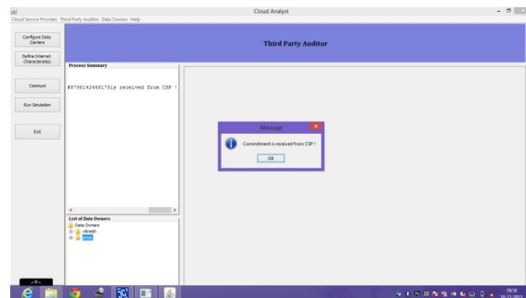 Cloud Analyst
Cloud Service Provider Third Party Auditor Data Owners Help
Configure Data Centers
Define Internet Characteristics
Commuit
Run Simulation
Exit
Third Party Auditor
Process Summary
is received from CSP !
Message
Commitment is received from CSP !
OK
List of Data Owners
Data Owners